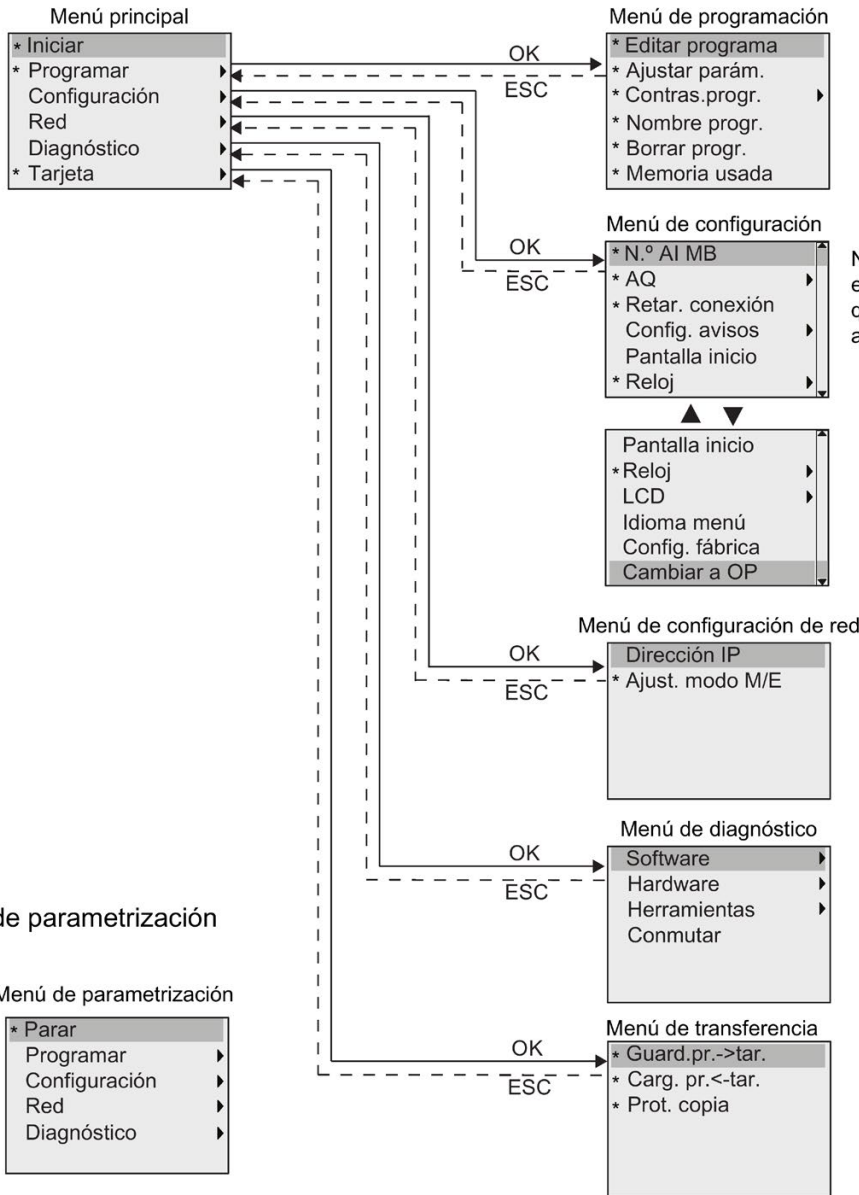 Menú principal
* Iniciar
* Programar
Configuración
Red
Diagnóstico
* Tarjeta
OK
ESC
Menú de programación
* Editar programa
* Ajustar parám.
* Contras.progr.
* Nombre progr.
* Borrar progr.
* Memoria usada
OK
ESC
Menú de configuración
* N.º AI MB
* AQ
* Retar. conexión
Config. avisos
Pantalla inicio
* Reloj
Pantalla inicio
* Reloj
LCD
Idioma menú
Config. fábrica
Cambiar a OP
OK
ESC
Menú de configuración de red
Dirección IP
* Ajust. modo M/E
OK
ESC
Menú de diagnóstico
Software
Hardware
Herramientas
Conmutar
de parametrización
Menú de parametrización
* Parar
Programar
Configuración
Red
Diagnóstico
OK
ESC
Menú de transferencia
* Guard.pr.->tar.
* Carg. pr.<-tar.
* Prot. copia